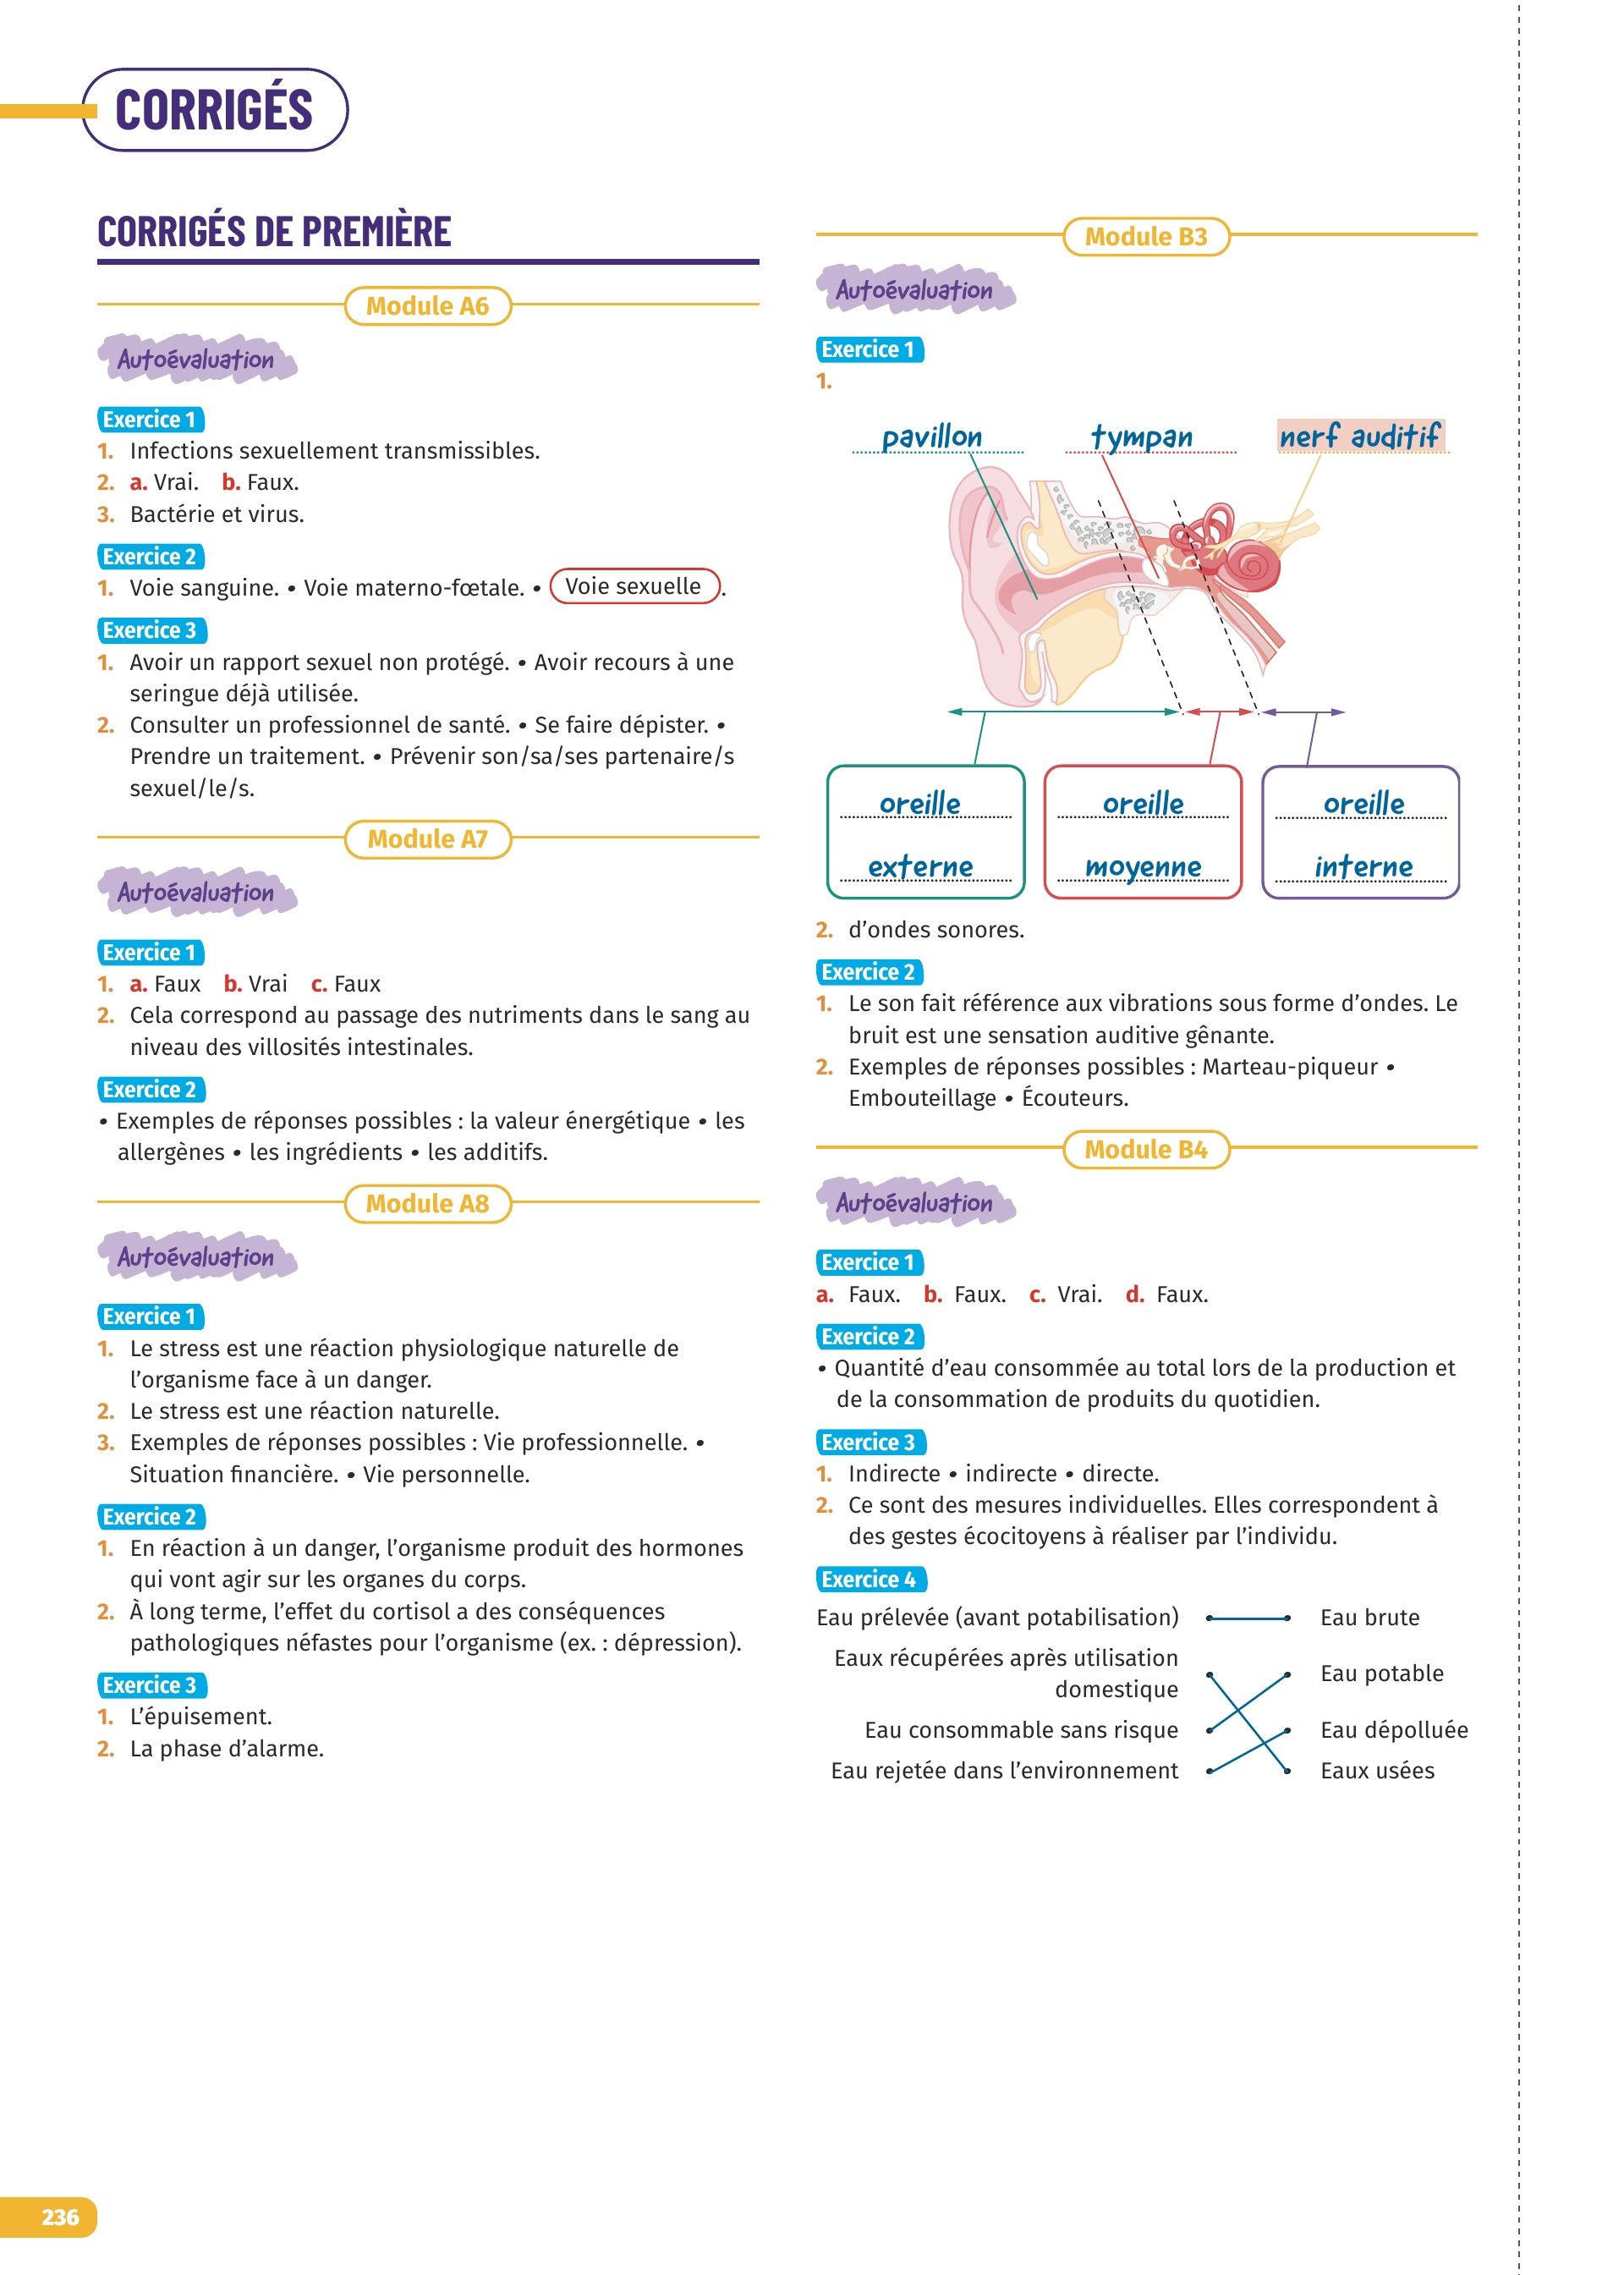 CORRIGÉS
CORRIGÉS DE PREMIÈRE
Module A6
Autoévaluation
Exercice 1
1. Infections sexuellement transmissibles.
2. a. Vrai. b. Faux.
3. Bactérie et virus.
Exercice 2
1. Voie sanguine. • Voie materno-fœtale. • Voie sexuelle.
Exercice 3
1. Avoir un rapport sexuel non protégé. • Avoir recours à une
seringue déjà utilisée.
2. Consulter un professionnel de santé. • Se faire dépister. •
Prendre un traitement. • Prévenir son/sa/ses partenaire/s
sexuel/le/s.
Module A7
Autoévaluation
Exercice 1
1. a. Faux b. Vrai c. Faux
2. Cela correspond au passage des nutriments dans le sang au
niveau des villosités intestinales.
Exercice 2
• Exemples de réponses possibles : la valeur énergétique • les
allergènes • les ingrédients • les additifs.
Module A8
Autoévaluation
Exercice 1
1. Le stress est une réaction physiologique naturelle de
l’organisme face à un danger.
2. Le stress est une réaction naturelle.
3. Exemples de réponses possibles : Vie professionnelle. •
Situation financière. • Vie personnelle.
Exercice 2
1. En réaction à un danger, l’organisme produit des hormones
qui vont agir sur les organes du corps.
2. À long terme, l’effet du cortisol a des conséquences
pathologiques néfastes pour l’organisme (ex. : dépression).
Exercice 3
1. L’épuisement.
2. La phase d’alarme.
Module B3
Autoévaluation
Exercice 1
1.
pavillon tympan nerf auditif
oreille oreille oreille
externe moyenne interne
2. d’ondes sonores.
Exercice 2
1. Le son fait référence aux vibrations sous forme d’ondes. Le
bruit est une sensation auditive gênante.
2. Exemples de réponses possibles : Marteau-piqueur •
Embouteillage • Écouteurs.
Module B4
Autoévaluation
Exercice 1
a. Faux. b. Faux. c. Vrai. d. Faux.
Exercice 2
• Quantité d’eau consommée au total lors de la production et
de la consommation de produits du quotidien.
Exercice 3
1. Indirecte • indirecte • directe.
2. Ce sont des mesures individuelles. Elles correspondent à
des gestes écocitoyens à réaliser par l’individu.
Exercice 4
Eau prélevée (avant potabilisation) Eau brute
Eaux récupérées après utilisation
domestique Eau potable
Eau consommable sans risque Eau dépolluée
Eau rejetée dans l’environnement Eaux usées
236